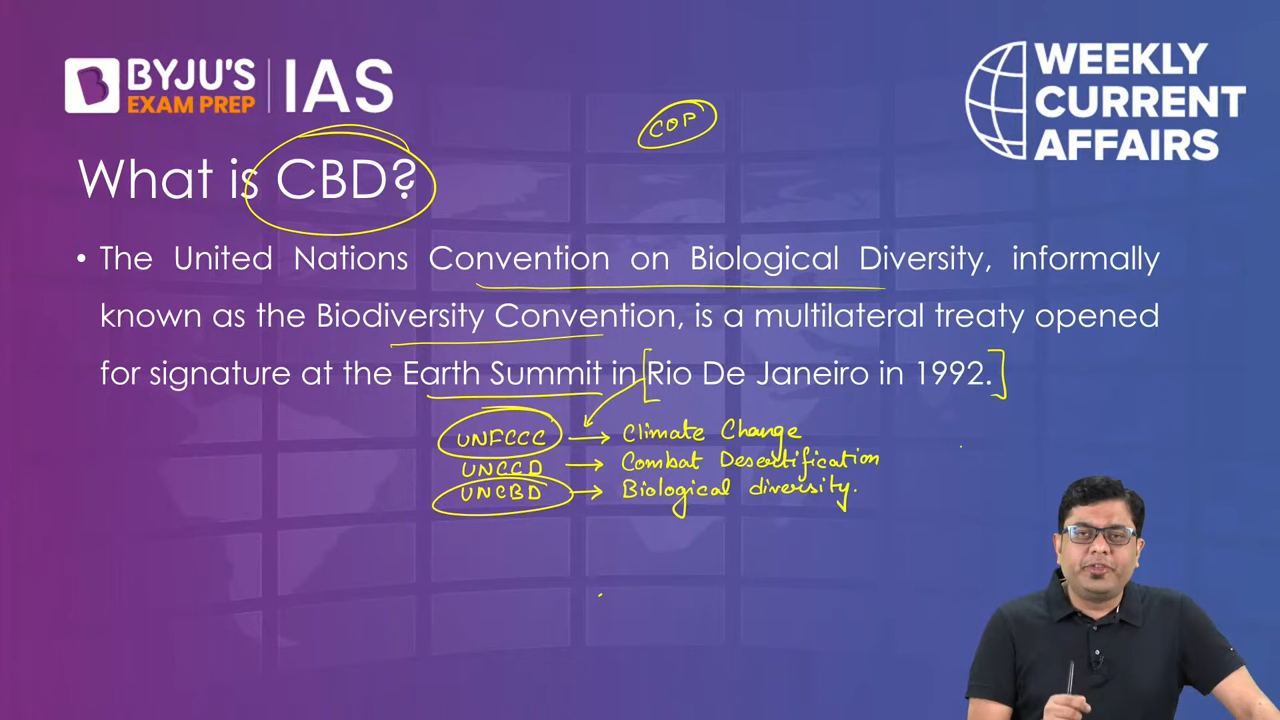 BYJU'S
EXAM PREP
IAS
WEEKLY
CURRENT
AFFAIRS
COP
What is CBD?
• The United Nations Convention on Biological Diversity, informally
known as the Biodiversity Convention, is a multilateral treaty opened
for signature at the Earth Summit in [Rio De Janeiro in 1992.]
UNFCCC → Climate Change
UNCCD → Combat Desertification
UNCBD → Biological diversity.